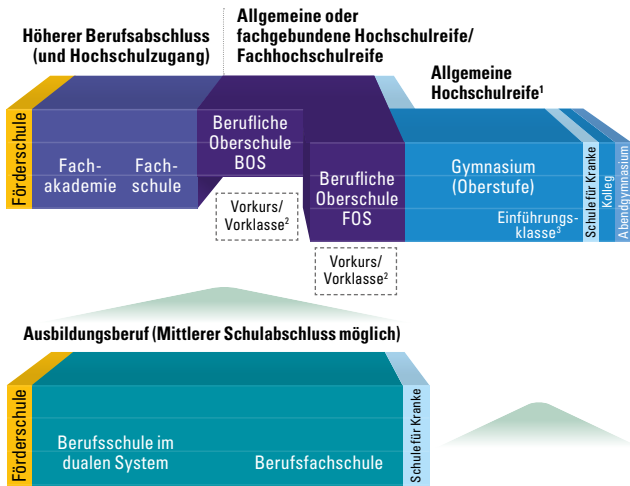 Höherer Berufsabschluss
(und Hochschulzugang)
Allgemeine oder
fachgebundene Hochschulreife/
Fachhochschulreife
Allgemeine
Hochschulreife¹
Förderschule
Fach-
akademie
Fach-
schule
Berufliche
Oberschule
BOS
Vorkurs/
Vorklasse²
Berufliche
Oberschule
FOS
Vorkurs/
Vorklasse²
Gymnasium
(Oberstufe)
Einführungs-
klasse³
Schule für Kranke
Kolleg
Abendgymnasium
Ausbildungsberuf (Mittlerer Schulabschluss möglich)
Förderschule
Berufsschule im
dualen System
Berufsfachschule
Schule für Kranke